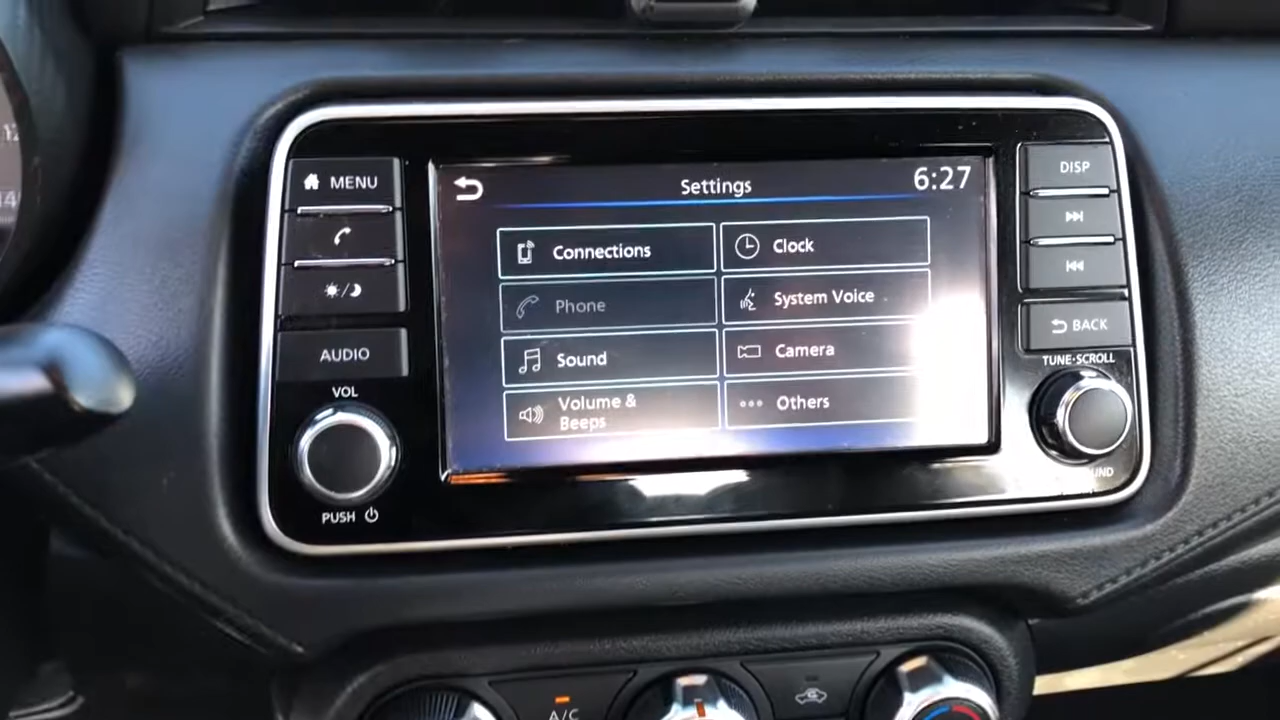 MENU
AUDIO
VOL
PUSH
Settings
6:27
Connections
Clock
Phone
System Voice
Sound
Camera
Volume &
Beeps
Others
DISP
BACK
TUNE·SCROLL
A/C